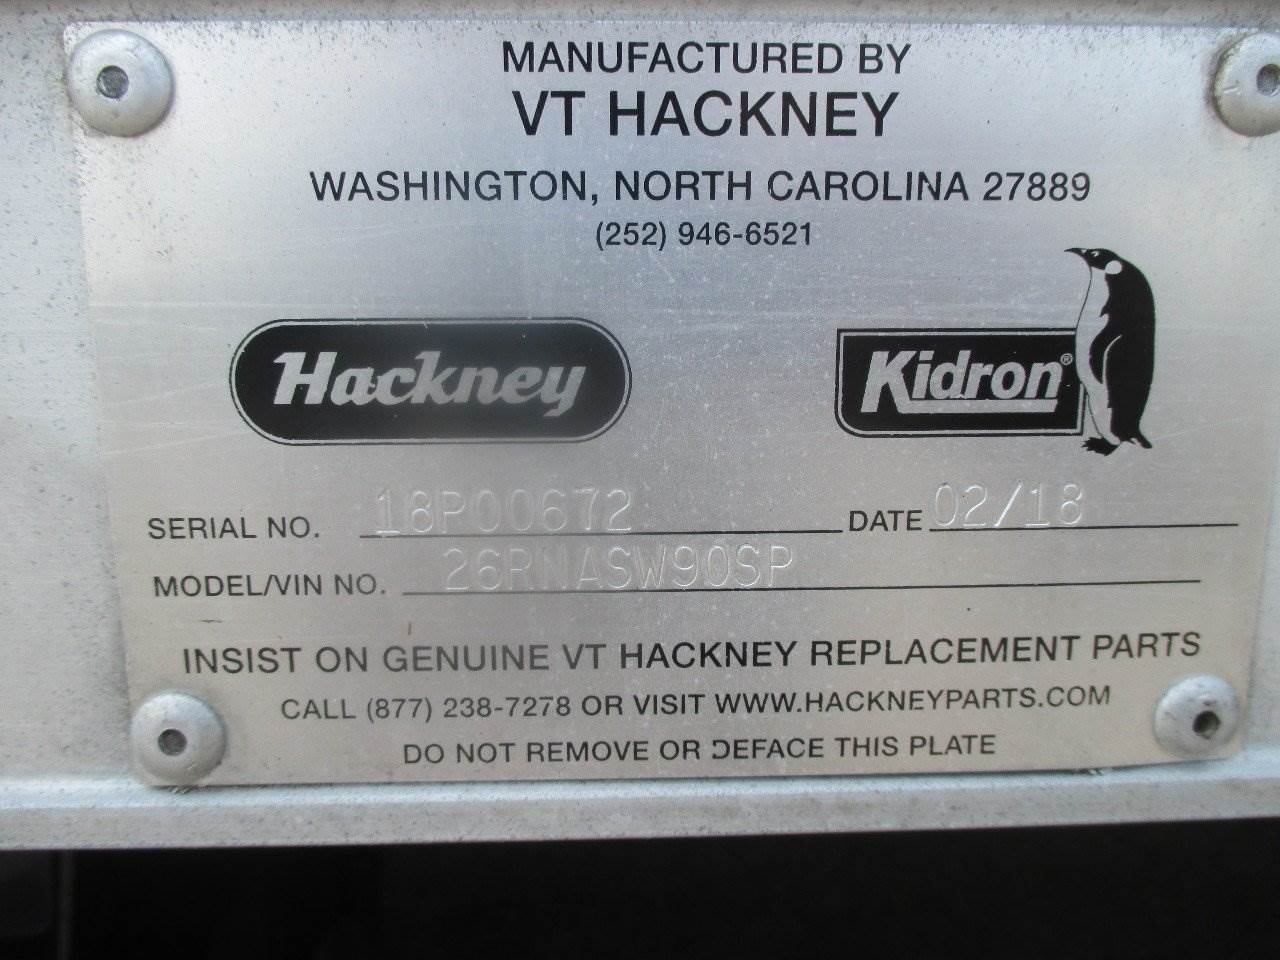 MANUFACTURED BY
VT HACKNEY
WASHINGTON, NORTH CAROLINA 27889
(252) 946-6521
Hackney
Kidron®
SERIAL NO. 18P00672 DATE 02/18
MODEL/VIN NO. 26RNASW90SP
INSIST ON GENUINE VT HACKNEY REPLACEMENT PARTS
CALL (877) 238-7278 OR VISIT WWW.HACKNEYPARTS.COM
DO NOT REMOVE OR DEFACE THIS PLATE